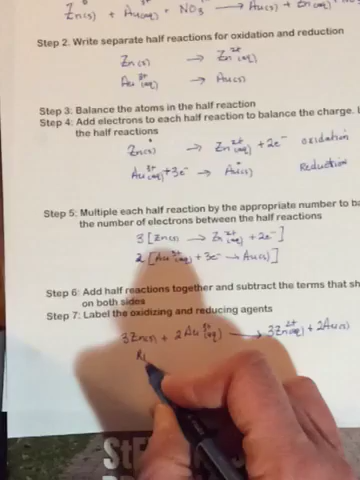 Zn(s) + Au(aq) + NO3 → Au(s) + Zn(aq)
Step 2. Write separate half reactions for oxidation and reduction
Zn(s) → Zn²⁺(aq)
Au³⁺(aq) → Au(s)
Step 3: Balance the atoms in the half reaction
Step 4: Add electrons to each half reaction to balance the charge.
the half reactions
Zn(s) → Zn²⁺(aq) + 2e⁻ oxidation
Au³⁺(aq) + 3e⁻ → Au(s) Reduction
Step 5: Multiple each half reaction by the appropriate number to
the number of electrons between the half reactions
3[Zn(s) → Zn²⁺(aq) + 2e⁻]
2[Au³⁺(aq) + 3e⁻ → Au(s)]
Step 6: Add half reactions together and subtract the terms that
on both sides
Step 7: Label the oxidizing and reducing agents
3Zn(s) + 2Au³⁺(aq) → 3Zn²⁺(aq) + 2Au(s)